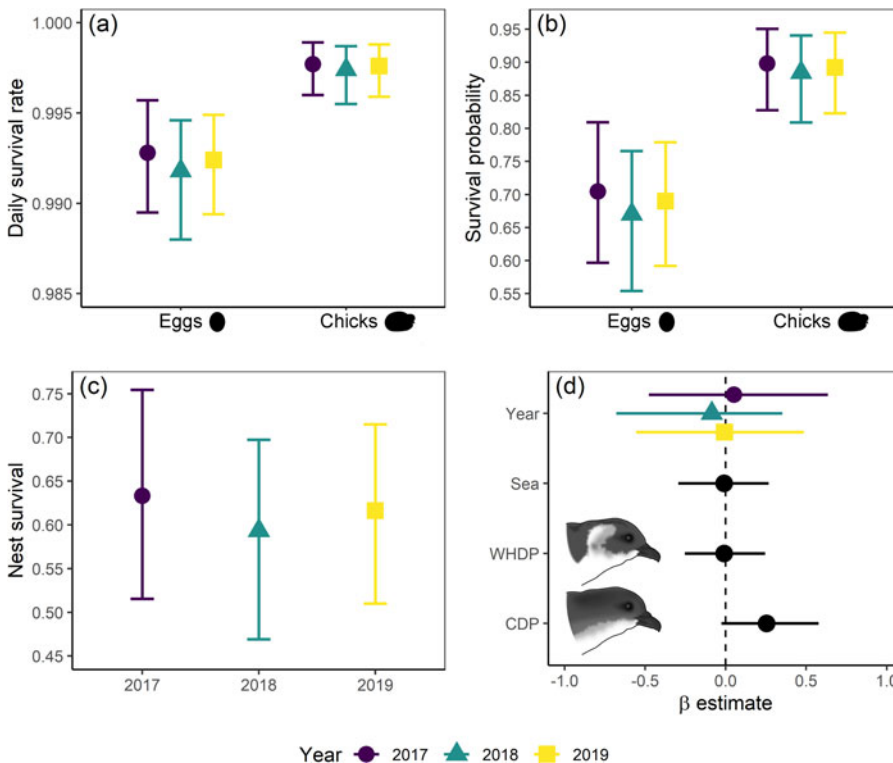 (a)
Daily survival rate
1.000
0.995
0.990
0.985
Eggs Chicks
(b)
Survival probability
0.95
0.90
0.85
0.80
0.75
0.70
0.65
0.60
0.55
Eggs Chicks
(c)
Nest survival
0.75
0.70
0.65
0.60
0.55
0.50
0.45
2017 2018 2019
(d)
Year
Sea
WHDP
CDP
-1.0 -0.5 0.0 0.5 1.0
β estimate
Year 2017 2018 2019